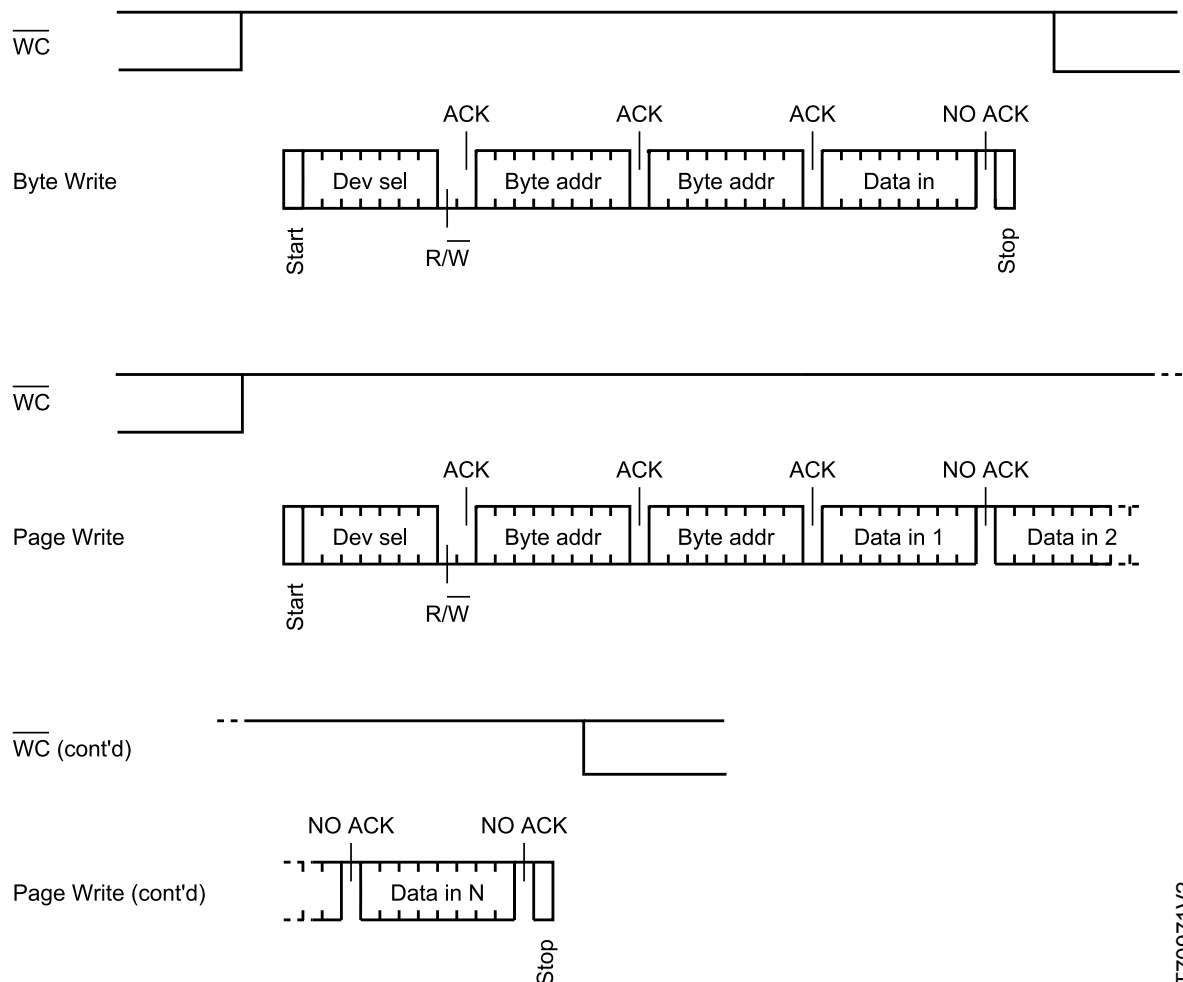 WC
ACK ACK ACK NO ACK
Byte Write Dev sel Byte addr Byte addr Data in
Start R/W Stop
WC
ACK ACK ACK NO ACK
Page Write Dev sel Byte addr Byte addr Data in 1 Data in 2
Start R/W
WC (cont'd)
NO ACK NO ACK
Page Write (cont'd) Data in N
Stop